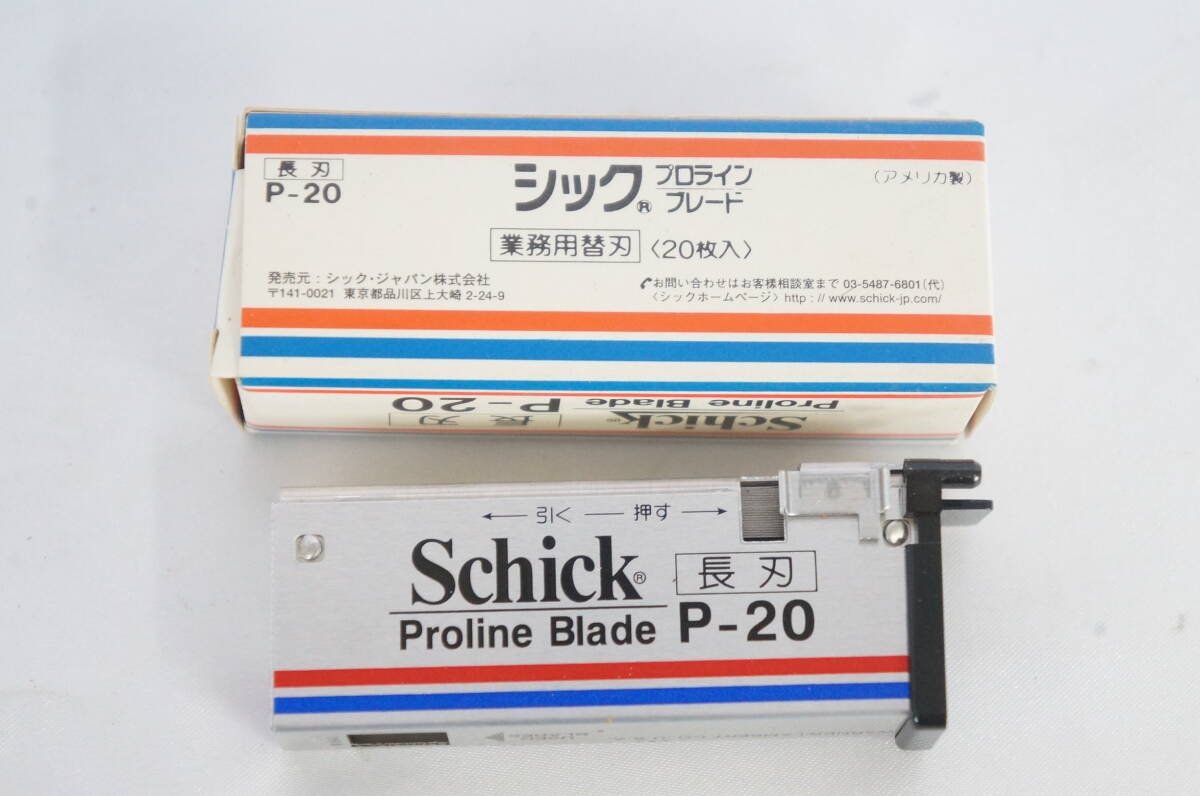 長刃
P-20
シック® プロライン
ブレード
(アメリカ製)
業務用替刃 〈20枚入〉
発売元：シック・ジャパン株式会社
〒141-0021 東京都品川区上大崎 2-24-9
お問い合わせはお客様相談室まで 03-5487-6801(代)
〈シックホームページ〉http：// www.schick-jp.com/
Schick®
Proline Blade
長刃
P-20
← 引く — 押す →
Schick®
長刃
Proline Blade P-20